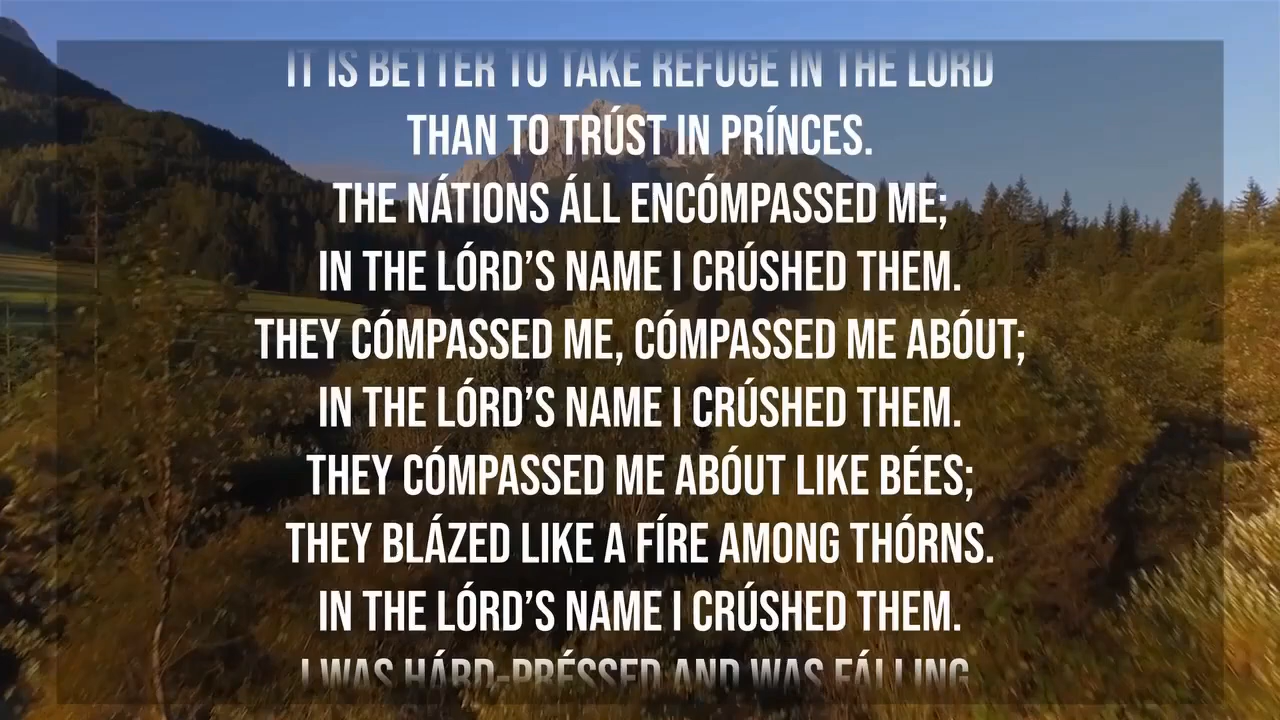 IT IS BETTER TO TAKE REFUGE IN THE LORD
THAN TO TRÚST IN PRÍNCES.
THE NÁTIONS ÁLL ENCÓMPASSED ME;
IN THE LÓRD’S NAME I CRÚSHED THEM.
THEY CÓMPASSED ME, CÓMPASSED ME ABÓUT;
IN THE LÓRD’S NAME I CRÚSHED THEM.
THEY CÓMPASSED ME ABÓUT LIKE BÉES;
THEY BLÁZED LIKE A FÍRE AMONG THÓRNS.
IN THE LÓRD’S NAME I CRÚSHED THEM.
I WAS HÁRD-PRÉSSED AND WAS FÁLLING